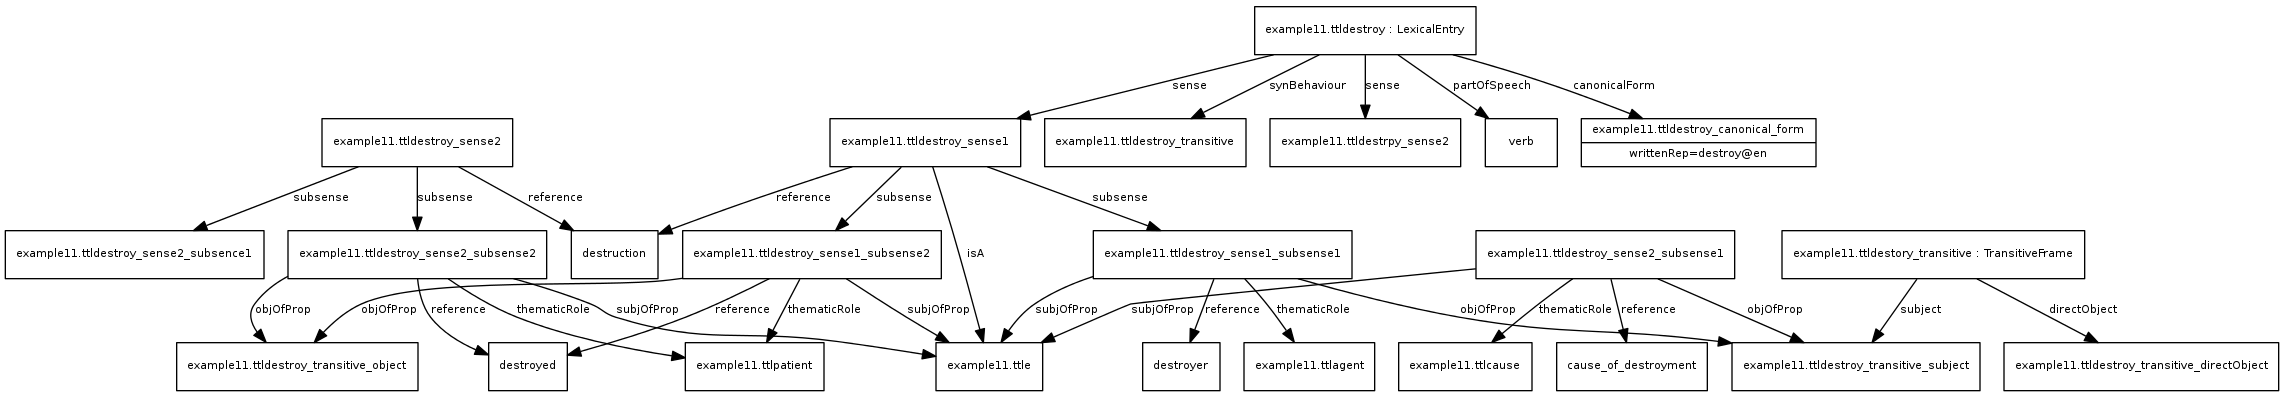 example11.ttldestroy : LexicalEntry
sense
synBehaviour
sense
partOfSpeech
canonicalForm
example11.ttldestroy_sense2
example11.ttldestroy_sense1
example11.ttldestroy_transitive
example11.ttldestrpy_sense2
verb
example11.ttldestroy_canonical_form
writtenRep=destroy@en
subsense
subsense
reference
reference
subsense
isA
subsense
example11.ttldestroy_sense2_subsence1
example11.ttldestroy_sense2_subsense2
destruction
example11.ttldestroy_sense1_subsense2
example11.ttldestroy_sense1_subsense1
example11.ttldestroy_sense2_subsense1
example11.ttldestory_transitive : TransitiveFrame
objOfProp
objOfProp
reference
thematicRole
subjOfProp
reference
thematicRole
subjOfProp
subjOfProp
subjOfProp
reference
thematicRole
objOfProp
thematicRole
reference
objOfProp
subject
directObject
example11.ttldestroy_transitive_object
destroyed
example11.ttlpatient
example11.ttle
destroyer
example11.ttlagent
example11.ttlcause
cause_of_destroyment
example11.ttldestroy_transitive_subject
example11.ttldestroy_transitive_directObject